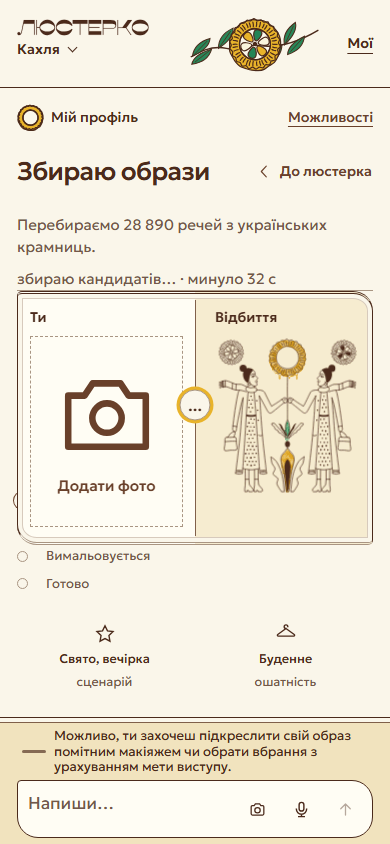 ЛЮСТЕРКО
Кахля
Мої
Мій профіль
Можливості
Збираю образи
До люстерка
Перебираємо 28 890 речей з українських
крамниць.
збираю кандидатів… · минуло 32 с
Ти
Відбиття
...
Додати фото
Вимальовується
Готово
Свято, вечірка
сценарій
Буденне
ошатність
Можливо, ти захочеш підкреслити свій образ
помітним макіяжем чи обрати вбрання з
урахуванням мети виступу.
Напиши…